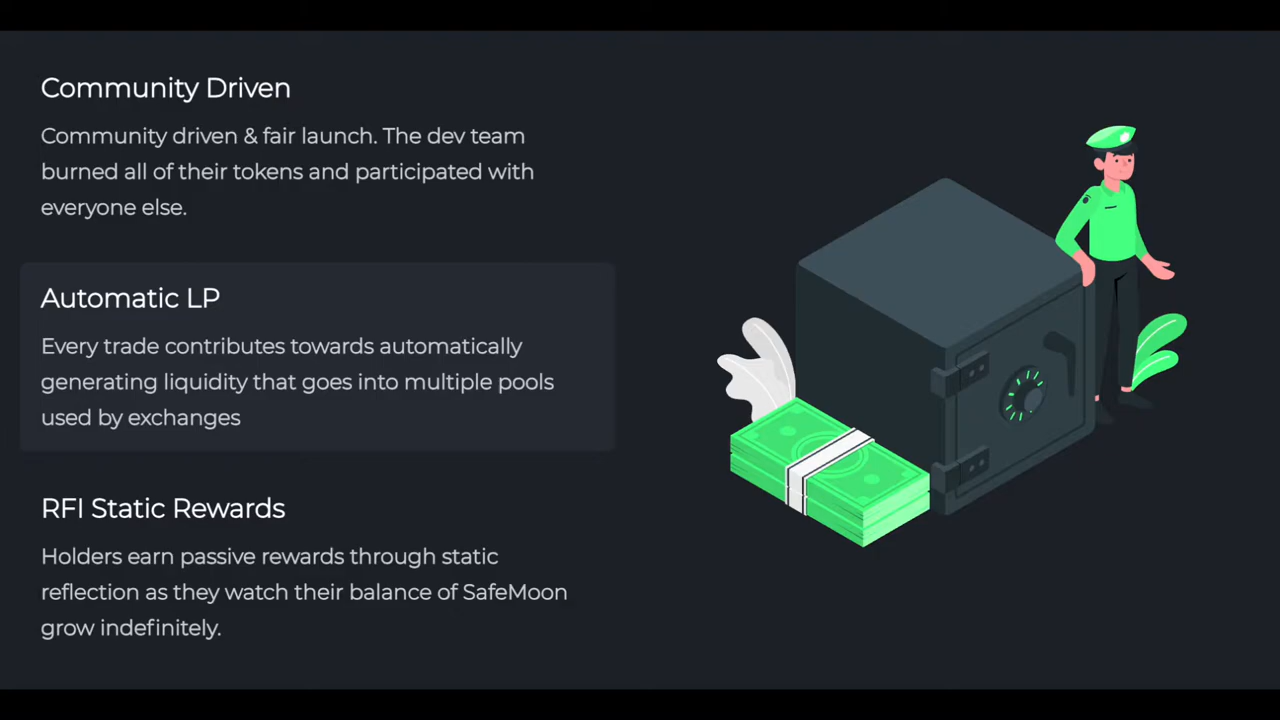 Community Driven
Community driven & fair launch. The dev team
burned all of their tokens and participated with
everyone else.
Automatic LP
Every trade contributes towards automatically
generating liquidity that goes into multiple pools
used by exchanges
RFI Static Rewards
Holders earn passive rewards through static
reflection as they watch their balance of SafeMoon
grow indefinitely.